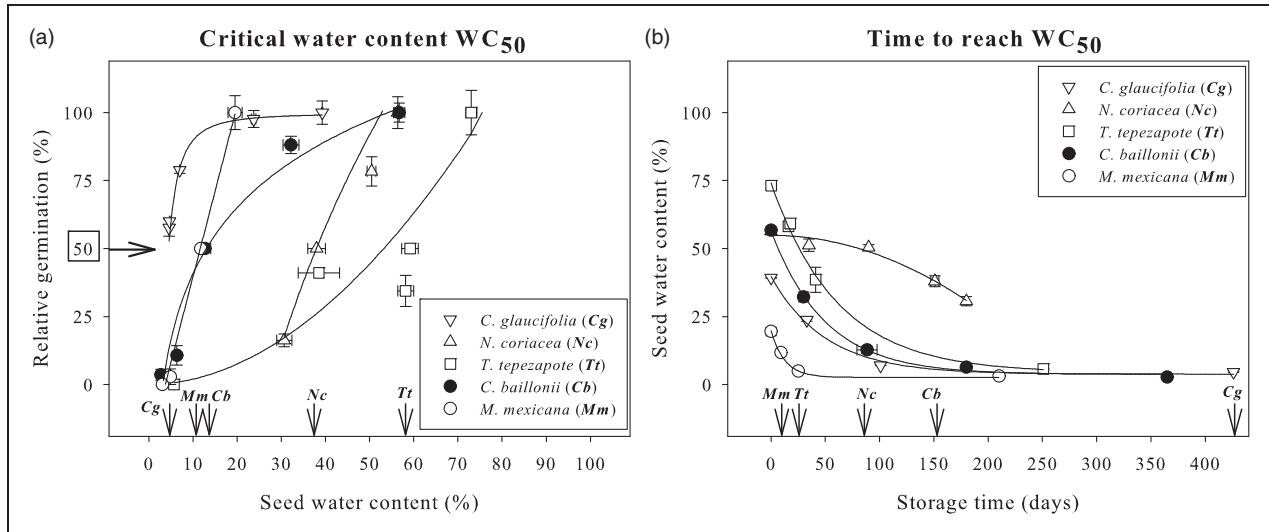 (a) Critical water content WC50
Relative germination (%)
100
75
50
25
0
Cg Mm Cb Nc Tt
C. glaucifolia (Cg)
N. coriacea (Nc)
T. tepezapote (Tt)
C. baillonii (Cb)
M. mexicana (Mm)
0 10 20 30 40 50 60 70 80 90 100
Seed water content (%)
(b) Time to reach WC50
Seed water content (%)
100
75
50
25
0
C. glaucifolia (Cg)
N. coriacea (Nc)
T. tepezapote (Tt)
C. baillonii (Cb)
M. mexicana (Mm)
Mm Tt Nc Cb Cg
0 50 100 150 200 250 300 350 400
Storage time (days)